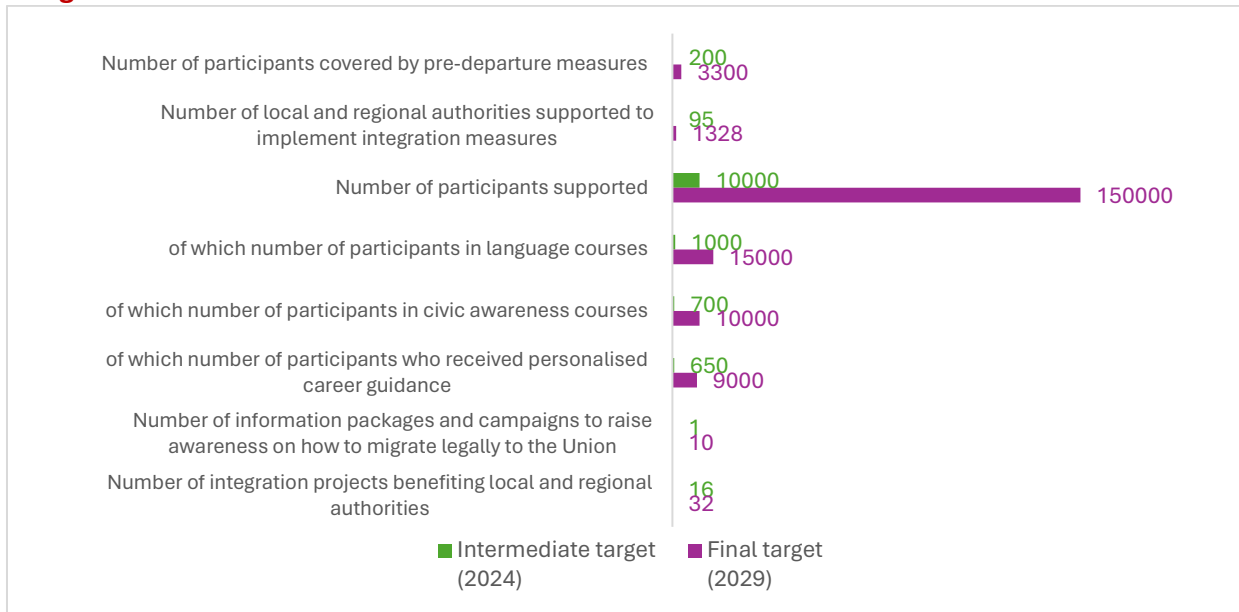 Number of participants covered by pre-departure measures
200
3300
Number of local and regional authorities supported to
implement integration measures
95
1328
Number of participants supported
10000
150000
of which number of participants in language courses
1000
15000
of which number of participants in civic awareness courses
700
10000
of which number of participants who received personalised
career guidance
650
9000
Number of information packages and campaigns to raise
awareness on how to migrate legally to the Union
1
10
Number of integration projects benefiting local and regional
authorities
16
32
Intermediate target
(2024)
Final target
(2029)